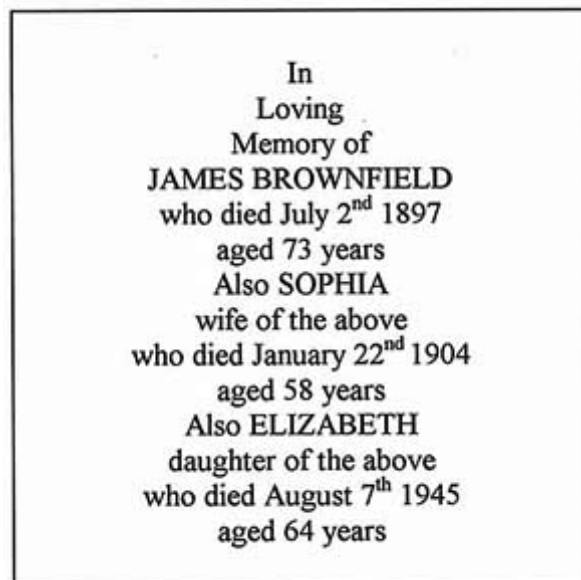 In
Loving
Memory of
JAMES BROWNFIELD
who died July 2nd 1897
aged 73 years
Also SOPHIA
wife of the above
who died January 22nd 1904
aged 58 years
Also ELIZABETH
daughter of the above
who died August 7th 1945
aged 64 years